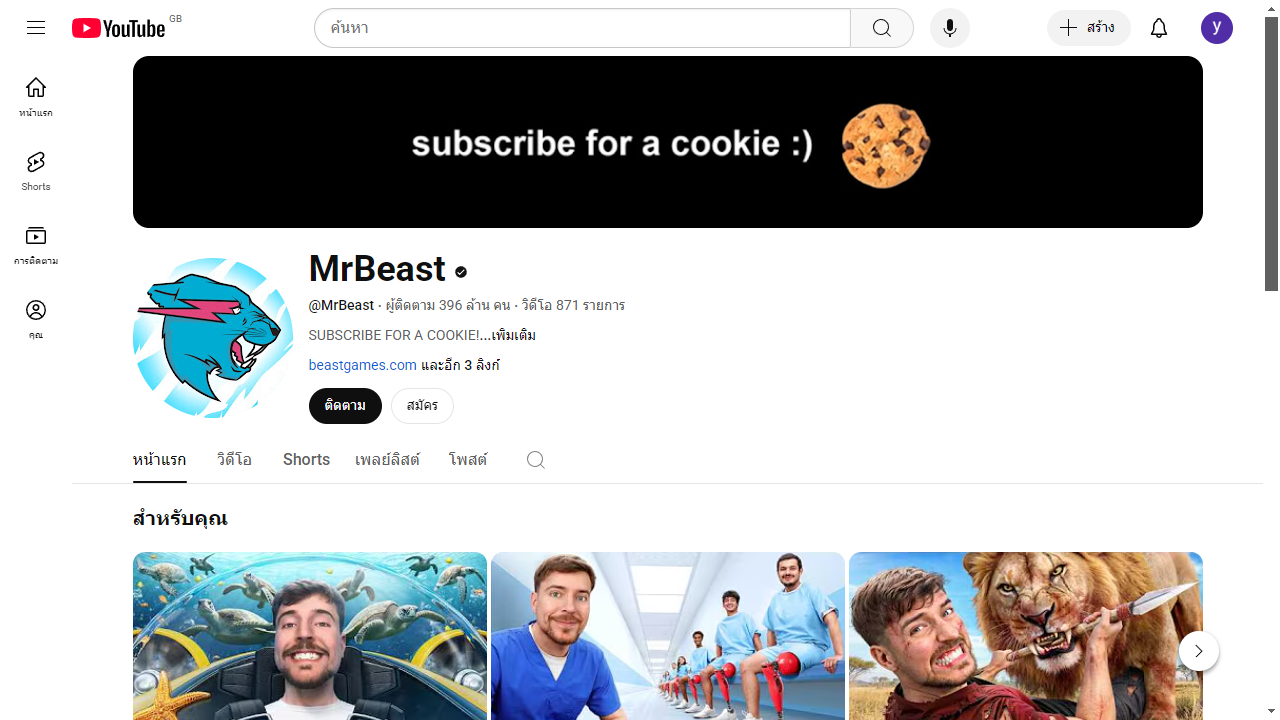 YouTube GB
ค้นหา
สร้าง
y
หน้าแรก
Shorts
การติดตาม
คุณ
subscribe for a cookie :)
MrBeast
@MrBeast • ผู้ติดตาม 396 ล้าน คน • วิดีโอ 871 รายการ
SUBSCRIBE FOR A COOKIE!...เพิ่มเติม
beastgames.com และอีก 3 ลิงก์
ติดตาม
สมัคร
หน้าแรก วิดีโอ Shorts เพลย์ลิสต์ โพสต์
สำหรับคุณ